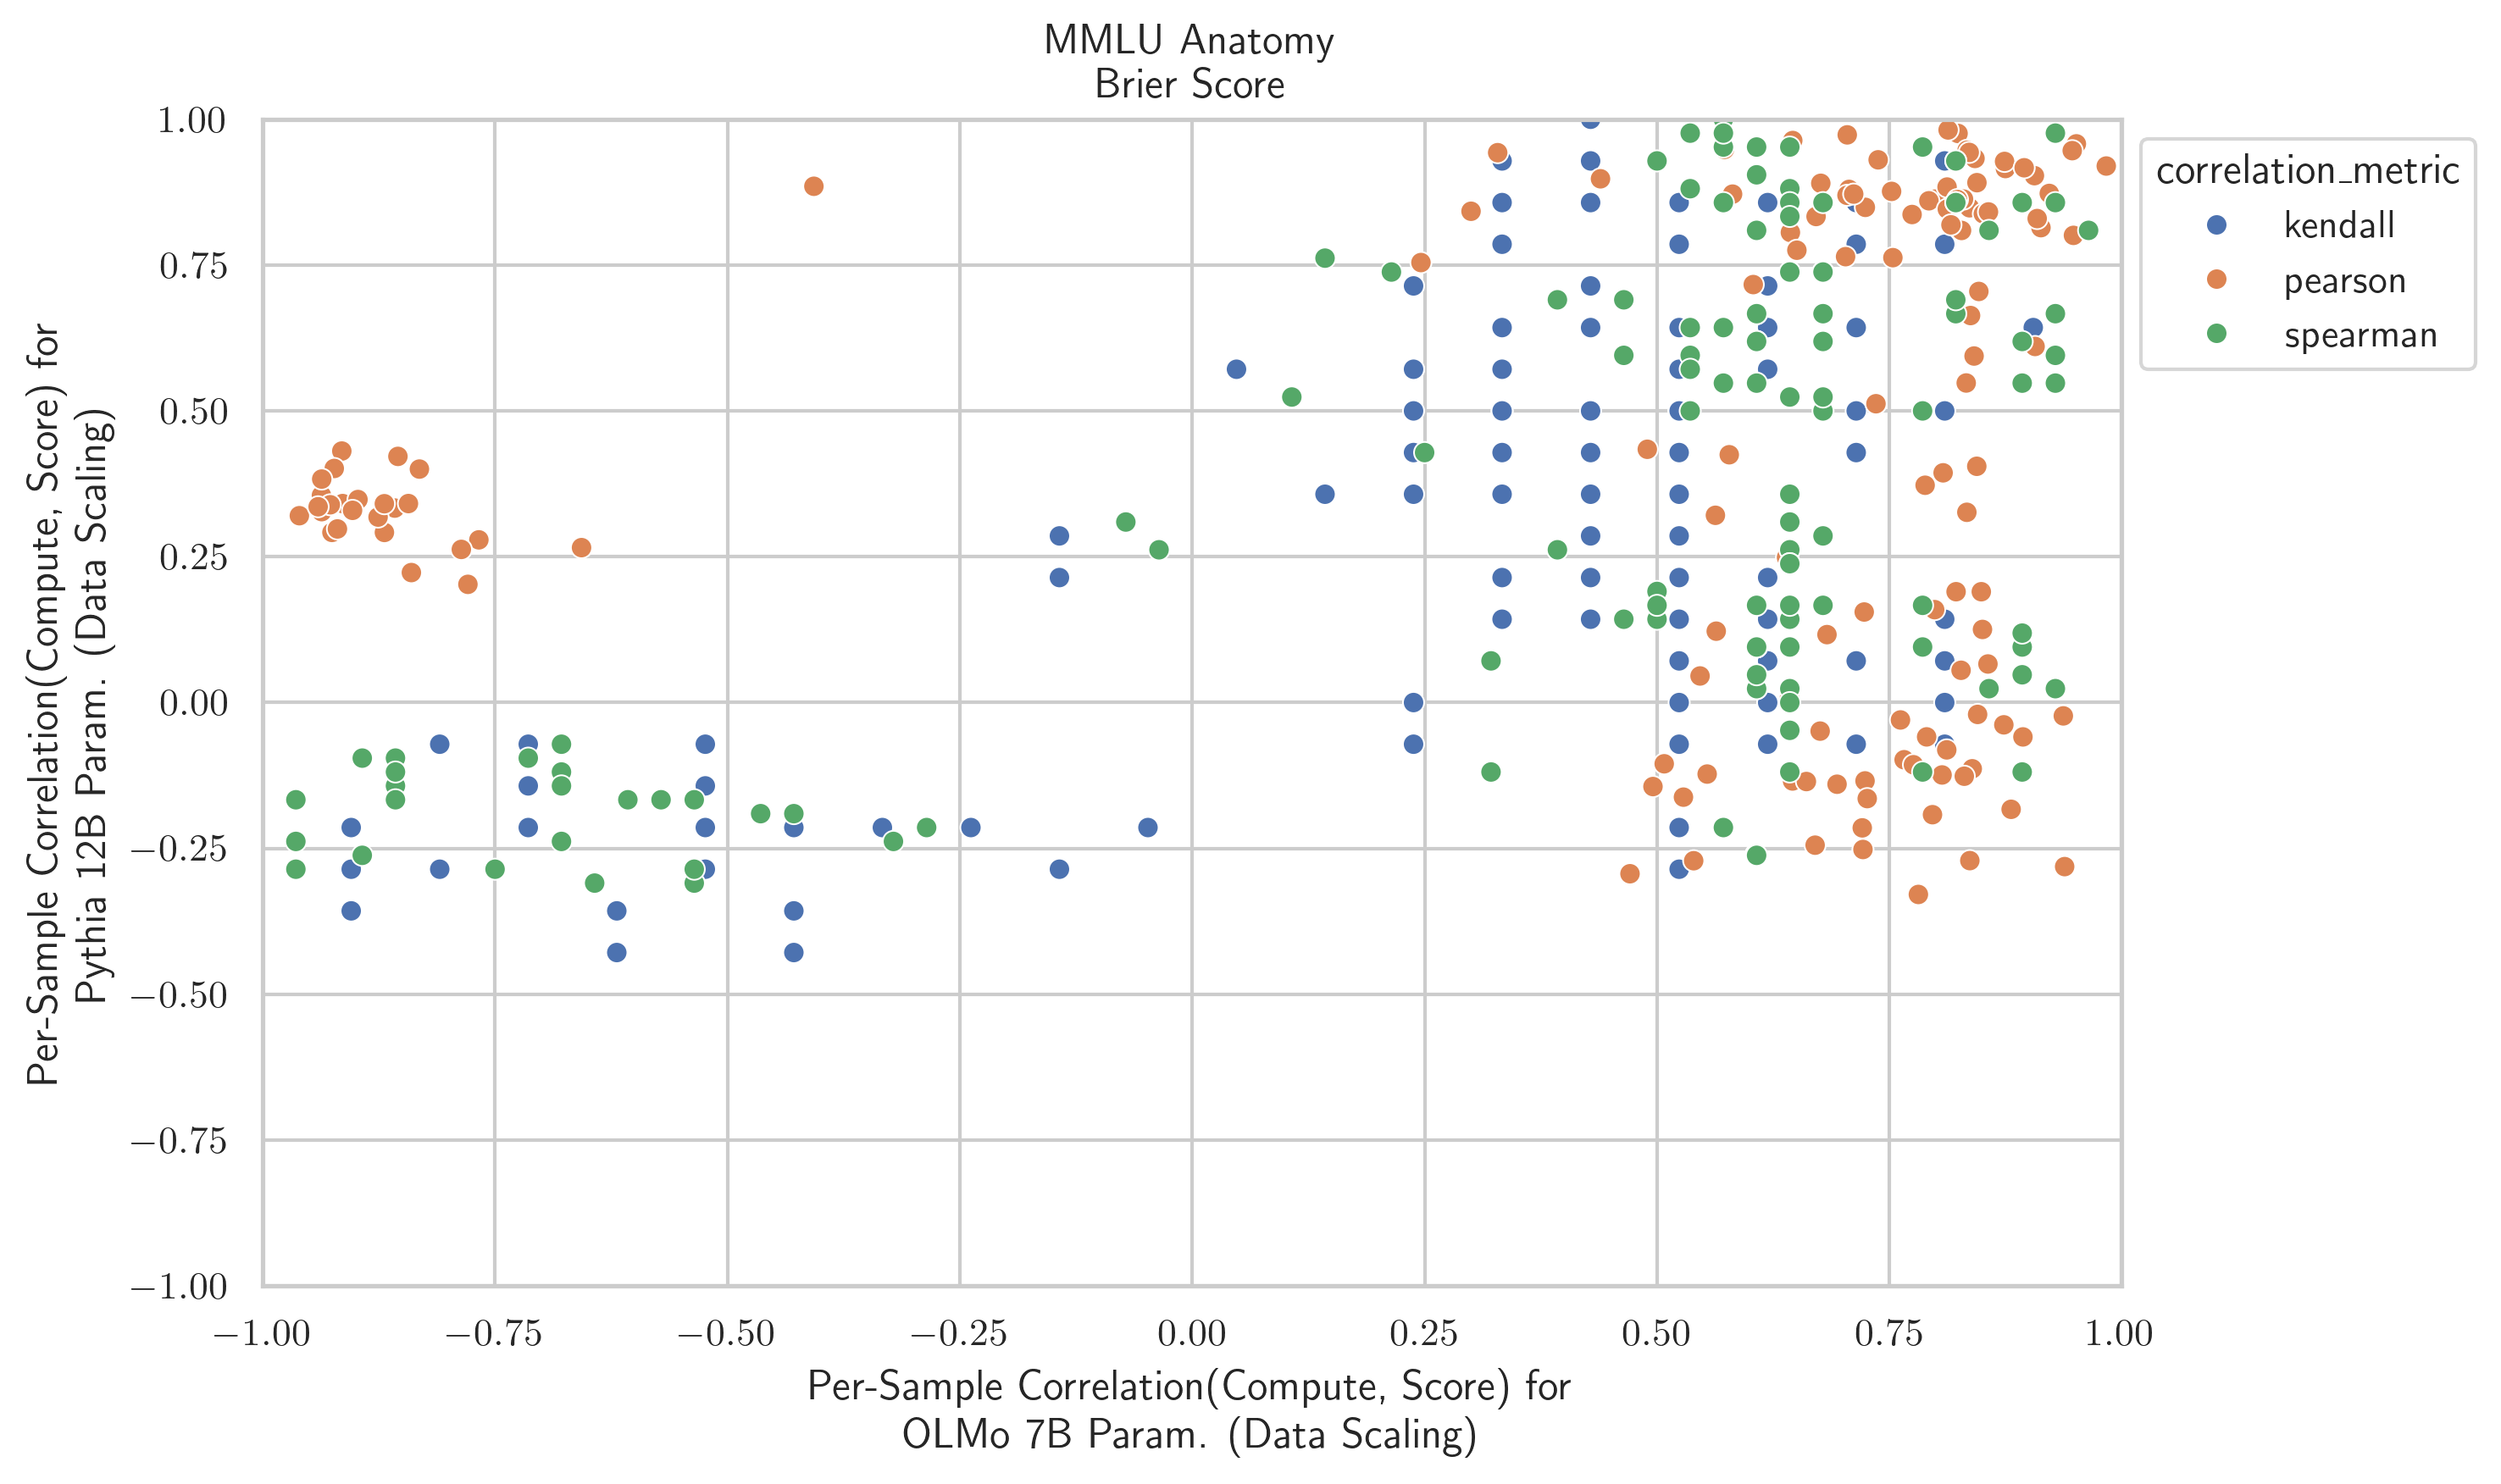 MMLU Anatomy
Brier Score
Per-Sample Correlation(Compute, Score) for
Pythia 12B Param. (Data Scaling)
1.00
0.75
0.50
0.25
0.00
−0.25
−0.50
−0.75
−1.00
−1.00 −0.75 −0.50 −0.25 0.00 0.25 0.50 0.75 1.00
Per-Sample Correlation(Compute, Score) for
OLMo 7B Param. (Data Scaling)
correlation_metric
kendall
pearson
spearman